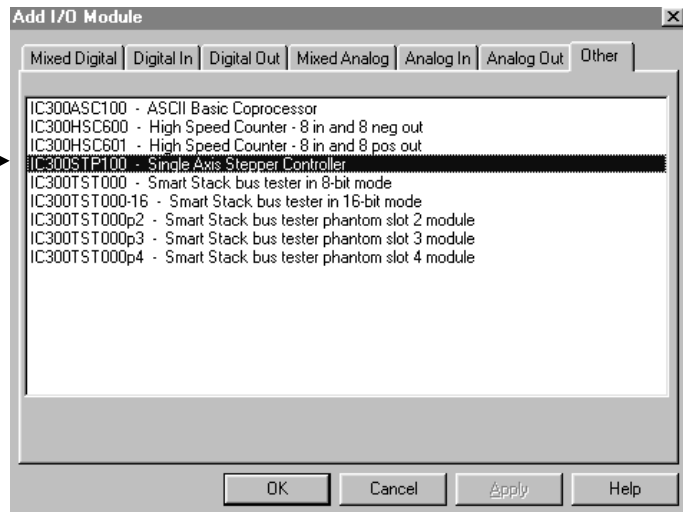 Add I/O Module
Mixed Digital Digital In Digital Out Mixed Analog Analog In Analog Out Other
IC300ASC100 - ASCII Basic Coprocessor
IC300HSC600 - High Speed Counter - 8 in and 8 neg out
IC300HSC601 - High Speed Counter - 8 in and 8 pos out
IC300STP100 - Single Axis Stepper Controller
IC300TST000 - Smart Stack bus tester in 8-bit mode
IC300TST000-16 - Smart Stack bus tester in 16-bit mode
IC300TST000p2 - Smart Stack bus tester phantom slot 2 module
IC300TST000p3 - Smart Stack bus tester phantom slot 3 module
IC300TST000p4 - Smart Stack bus tester phantom slot 4 module
OK Cancel Apply Help